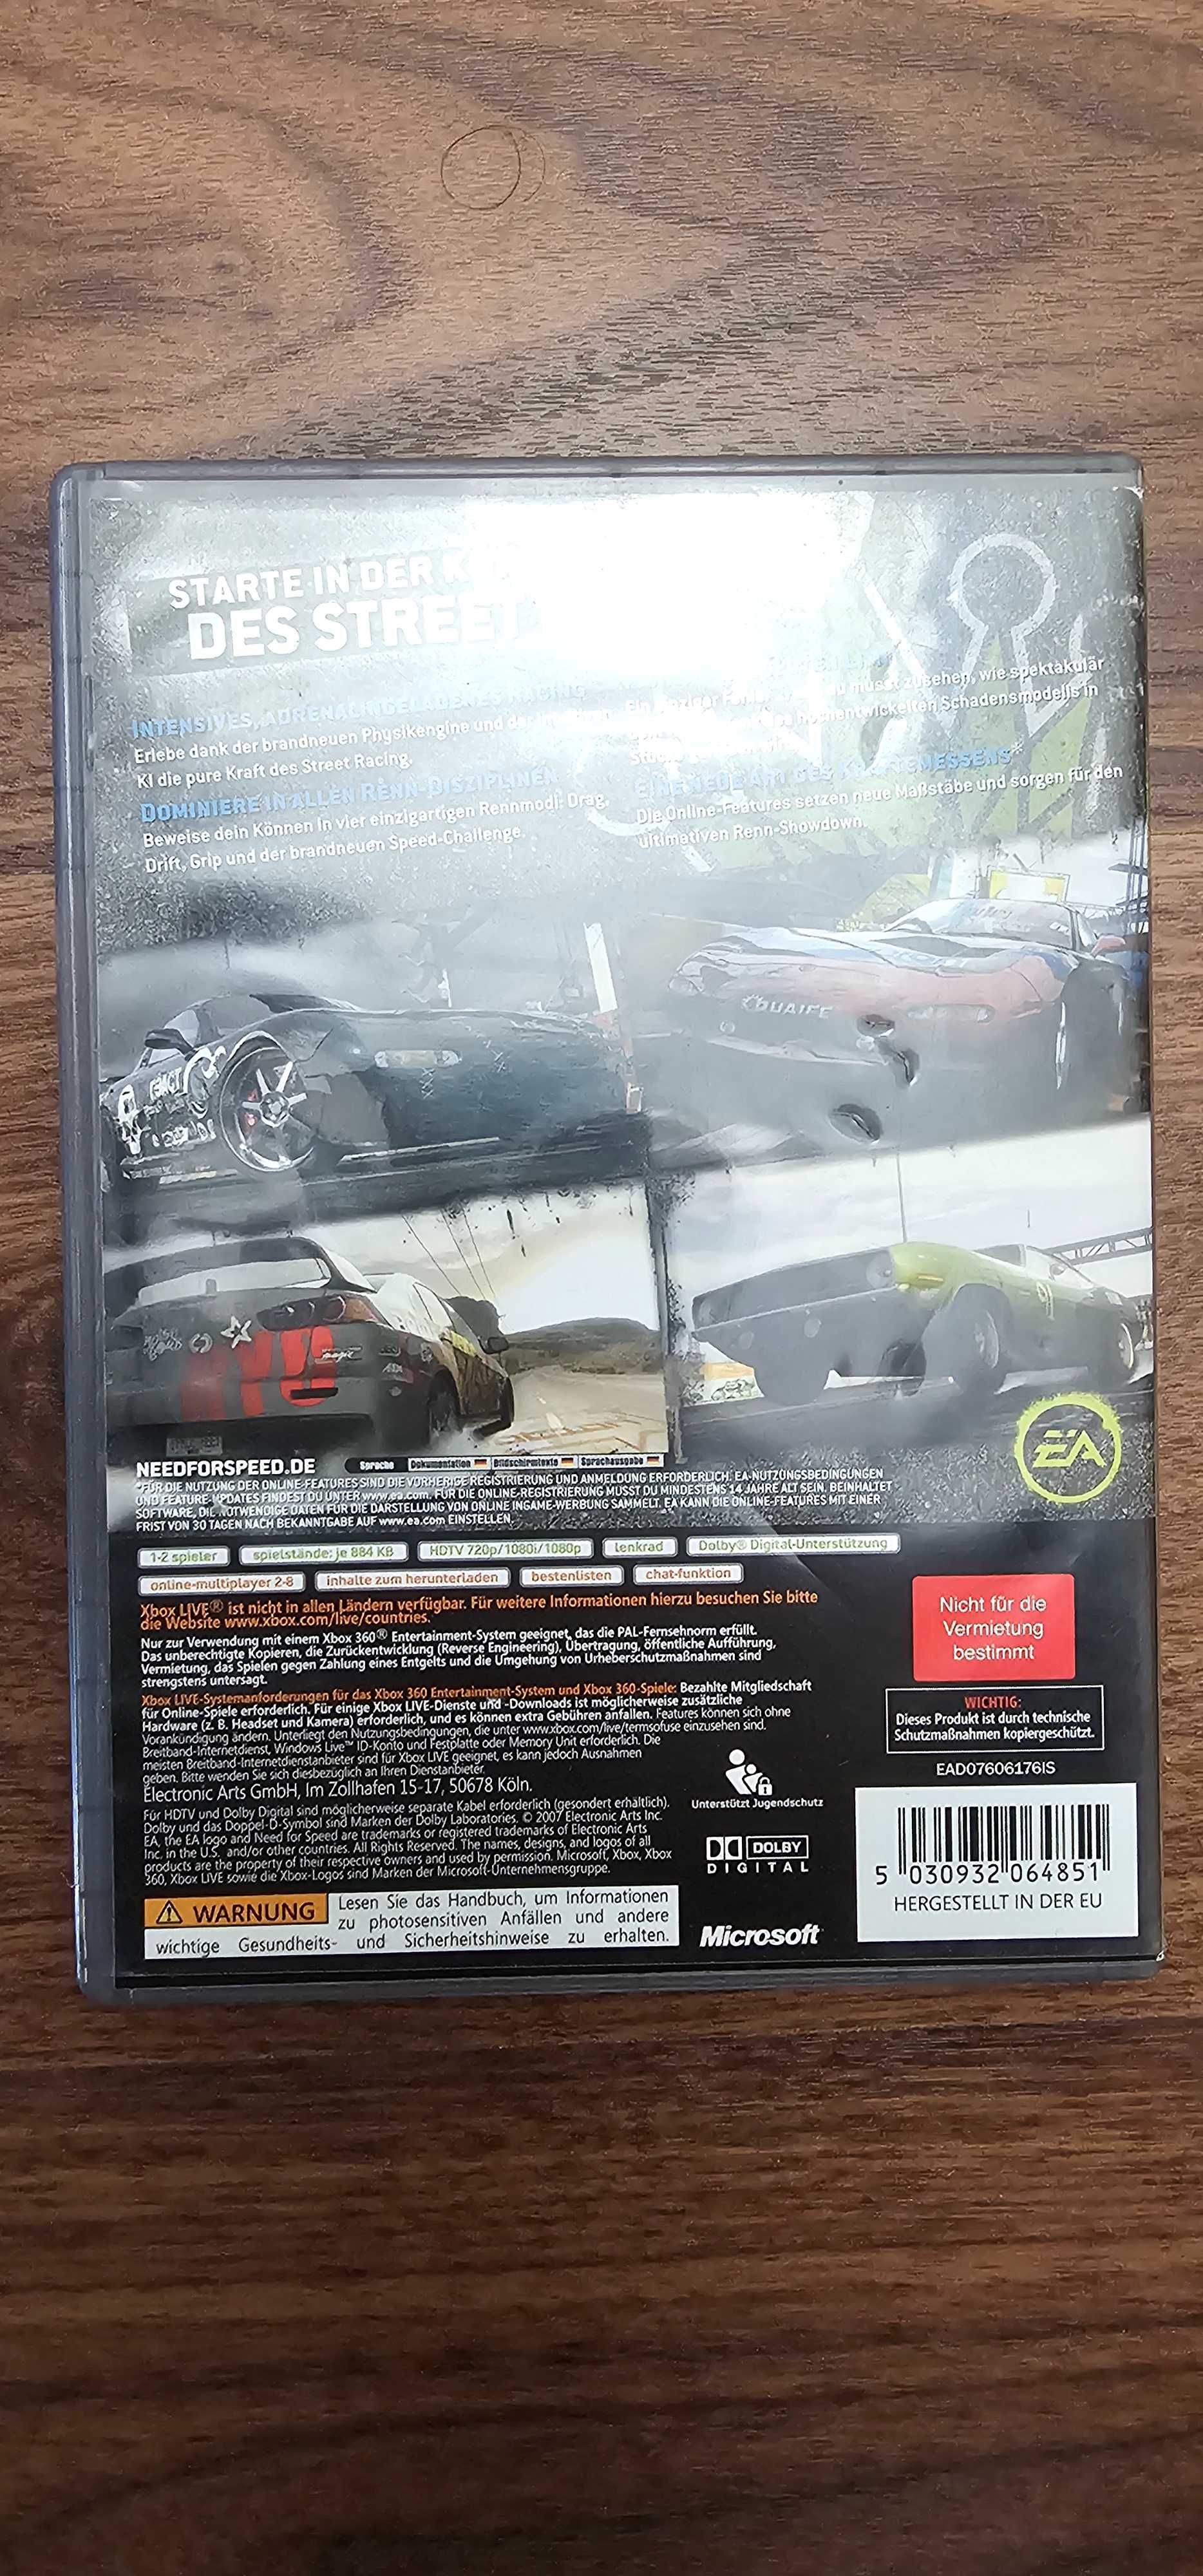 STARTE IN DER
DES STREET
INTENSIVES, ADRENALINGELADENES RACING
Erlebe dank der brandneuen Physikengine und der
KI die pure Kraft des Street Racing.
DOMINIERE IN ALLEN RENN-DISZIPLINEN
Beweise dein Können in vier einzigartigen Rennmodi: Drag,
Drift, Grip und der brandneuen Speed-Challenge.
Ein einziger musst zusehen, wie spektakulär
hochentwickelten Schadensmodells in
EINE NEUE ART DES KRÄFTEMESSENS*
Die Online-Features setzen neue Maßstäbe und sorgen für den
ultimativen Renn-Showdown.
QUAIFE
NEEDFORSPEED.DE
Sprache Dokumentation Bildschirmtexte Sprachausgabe
*FÜR DIE NUTZUNG DER ONLINE-FEATURES SIND DIE VORHERIGE REGISTRIERUNG UND ANMELDUNG ERFORDERLICH. EA-NUTZUNGSBEDINGUNGEN
UND FEATURE-UPDATES FINDEST DU UNTER www.ea.com. FÜR DIE ONLINE-REGISTRIERUNG MUSST DU MINDESTENS 14 JAHRE ALT SEIN. BEINHALTET
SOFTWARE, DIE NOTWENDIGE DATEN FÜR DIE DARSTELLUNG VON ONLINE INGAME-WERBUNG SAMMELT. EA KANN DIE ONLINE-FEATURES MIT EINER
FRIST VON 30 TAGEN NACH BEKANNTGABE AUF www.ea.com EINSTELLEN.
EA
1-2 spieler spielstände: je 884 KB HDTV 720p/1080i/1080p lenkrad Dolby® Digital-Unterstützung
online-multiplayer 2-8 inhalte zum herunterladen bestenlisten chat-funktion
Xbox LIVE® ist nicht in allen Ländern verfügbar. Für weitere Informationen hierzu besuchen Sie bitte
die Website www.xbox.com/live/countries.
Nur zur Verwendung mit einem Xbox 360® Entertainment-System geeignet, das die PAL-Fernsehnorm erfüllt.
Das unberechtigte Kopieren, die Zurückentwicklung (Reverse Engineering), Übertragung, öffentliche Aufführung,
Vermietung, das Spielen gegen Zahlung eines Entgelts und die Umgehung von Urheberschutzmaßnahmen sind
strengstens untersagt.
Xbox LIVE-Systemanforderungen für das Xbox 360 Entertainment-System und Xbox 360-Spiele: Bezahlte Mitgliedschaft
für Online-Spiele erforderlich. Für einige Xbox LIVE-Dienste und -Downloads ist möglicherweise zusätzliche
Hardware (z. B. Headset und Kamera) erforderlich, und es können extra Gebühren anfallen. Features können sich ohne
Vorankündigung ändern. Unterliegt den Nutzungsbedingungen, die unter www.xbox.com/live/termsofuse einzusehen sind.
Breitband-Internetdienst, Windows Live™ ID-Konto und Festplatte oder Memory Unit erforderlich. Die
meisten Breitband-Internetdienstanbieter sind für Xbox LIVE geeignet, es kann jedoch Ausnahmen
geben. Bitte wenden Sie sich diesbezüglich an Ihren Dienstanbieter.
Electronic Arts GmbH, Im Zollhafen 15-17, 50678 Köln.
Für HDTV und Dolby Digital sind möglicherweise separate Kabel erforderlich (gesondert erhältlich).
Dolby und das Doppel-D-Symbol sind Marken der Dolby Laboratories. © 2007 Electronic Arts Inc.
EA, the EA logo and Need for Speed are trademarks or registered trademarks of Electronic Arts
Inc. in the U.S. and/or other countries. All Rights Reserved. The names, designs, and logos of all
products are the property of their respective owners and used by permission. Microsoft, Xbox, Xbox
360, Xbox LIVE sowie die Xbox-Logos sind Marken der Microsoft-Unternehmensgruppe.
WARNUNG Lesen Sie das Handbuch, um Informationen
zu photosensitiven Anfällen und andere
wichtige Gesundheits- und Sicherheitshinweise zu erhalten.
Unterstützt Jugendschutz
DOLBY
DIGITAL
Microsoft
Nicht für die
Vermietung
bestimmt
WICHTIG:
Dieses Produkt ist durch technische
Schutzmaßnahmen kopiergeschützt.
EAD07606176IS
5 030932 064851
HERGESTELLT IN DER EU